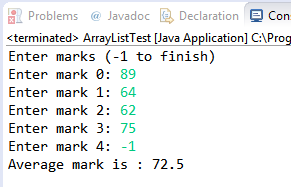 Problems @ Javadoc Declaration Con
<terminated> ArrayListTest [Java Application] C:\Prog
Enter marks (-1 to finish)
Enter mark 0: 89
Enter mark 1: 64
Enter mark 2: 62
Enter mark 3: 75
Enter mark 4: -1
Average mark is : 72.5